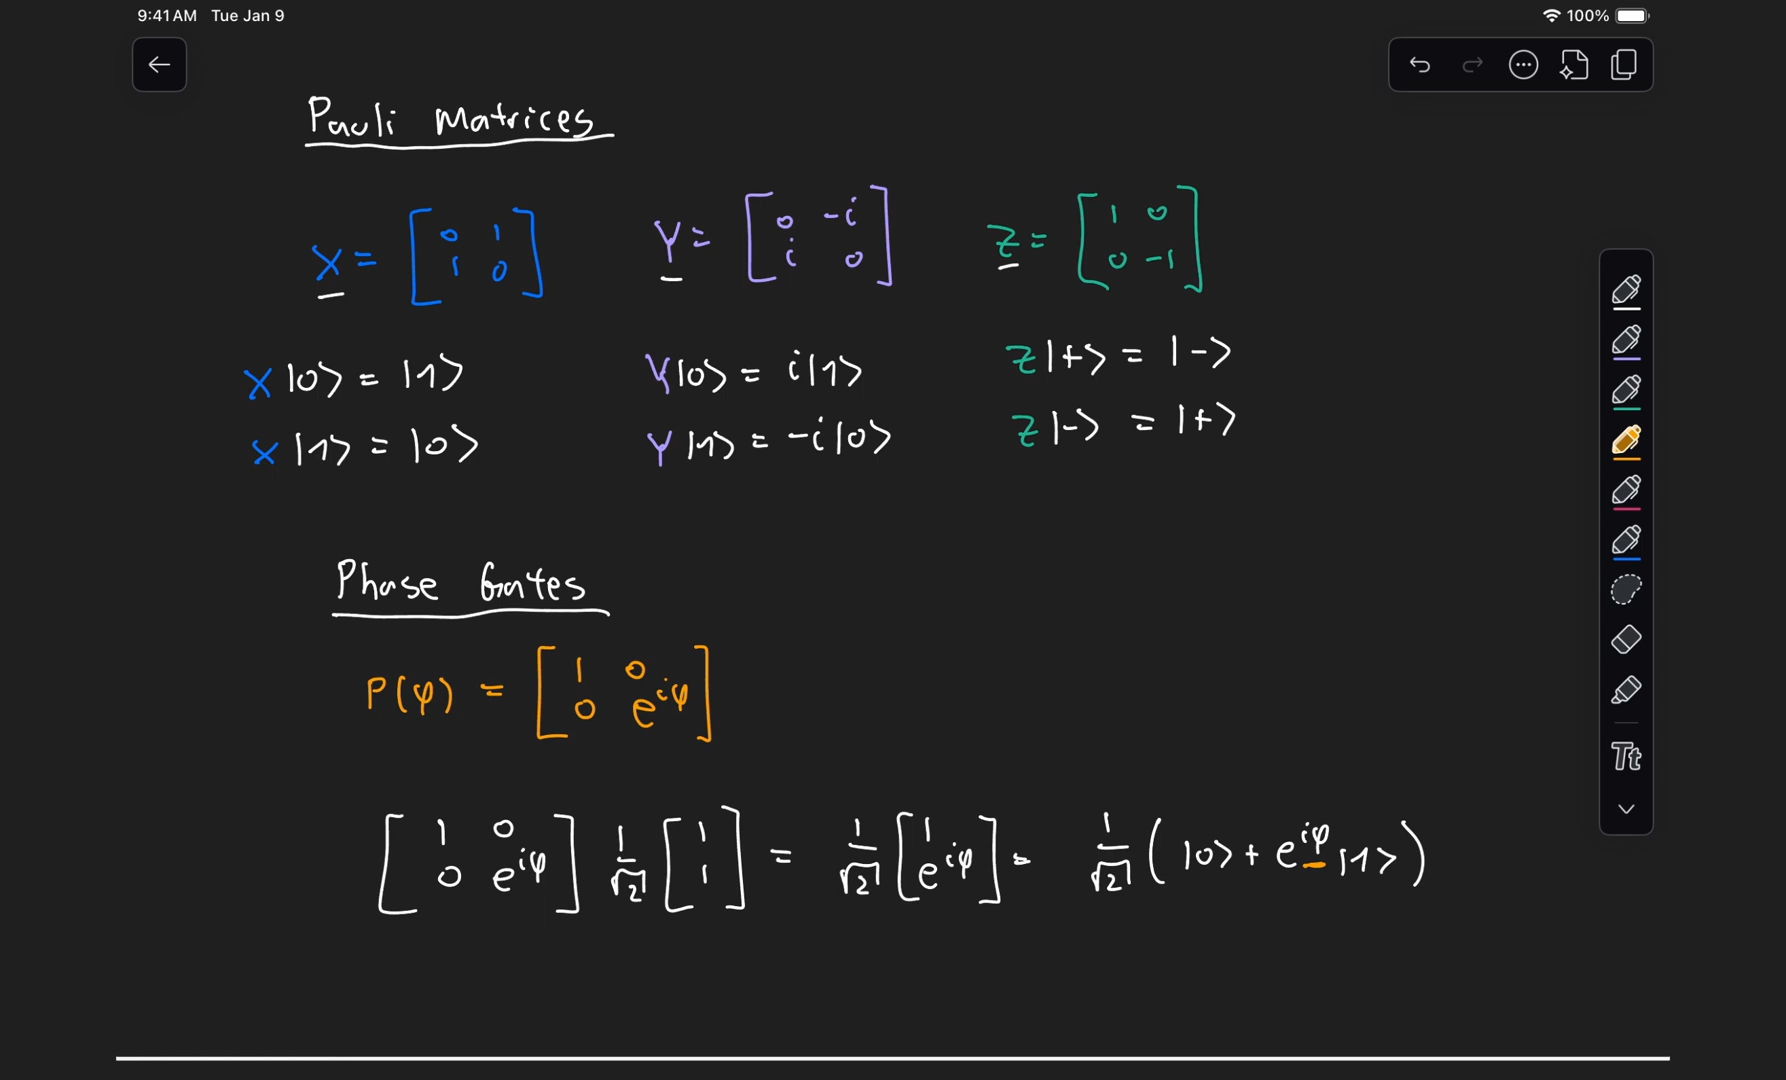 9:41 AM Tue Jan 9 100%
Pauli Matrices
X = [0 1; 1 0] Y = [0 -i; i 0] Z = [1 0; 0 -1]
X|0⟩ = |1⟩ Y|0⟩ = i|1⟩ Z|+⟩ = |-⟩
X|1⟩ = |0⟩ Y|1⟩ = -i|0⟩ Z|-⟩ = |+⟩
Phase Gates
P(φ) = [1 0; 0 e^{iφ}]
[1 0; 0 e^{iφ}] 1/√2 [1; 1] = 1/√2 [1; e^{iφ}] = 1/√2 (|0⟩ + e^{iφ}|1⟩)
Tt